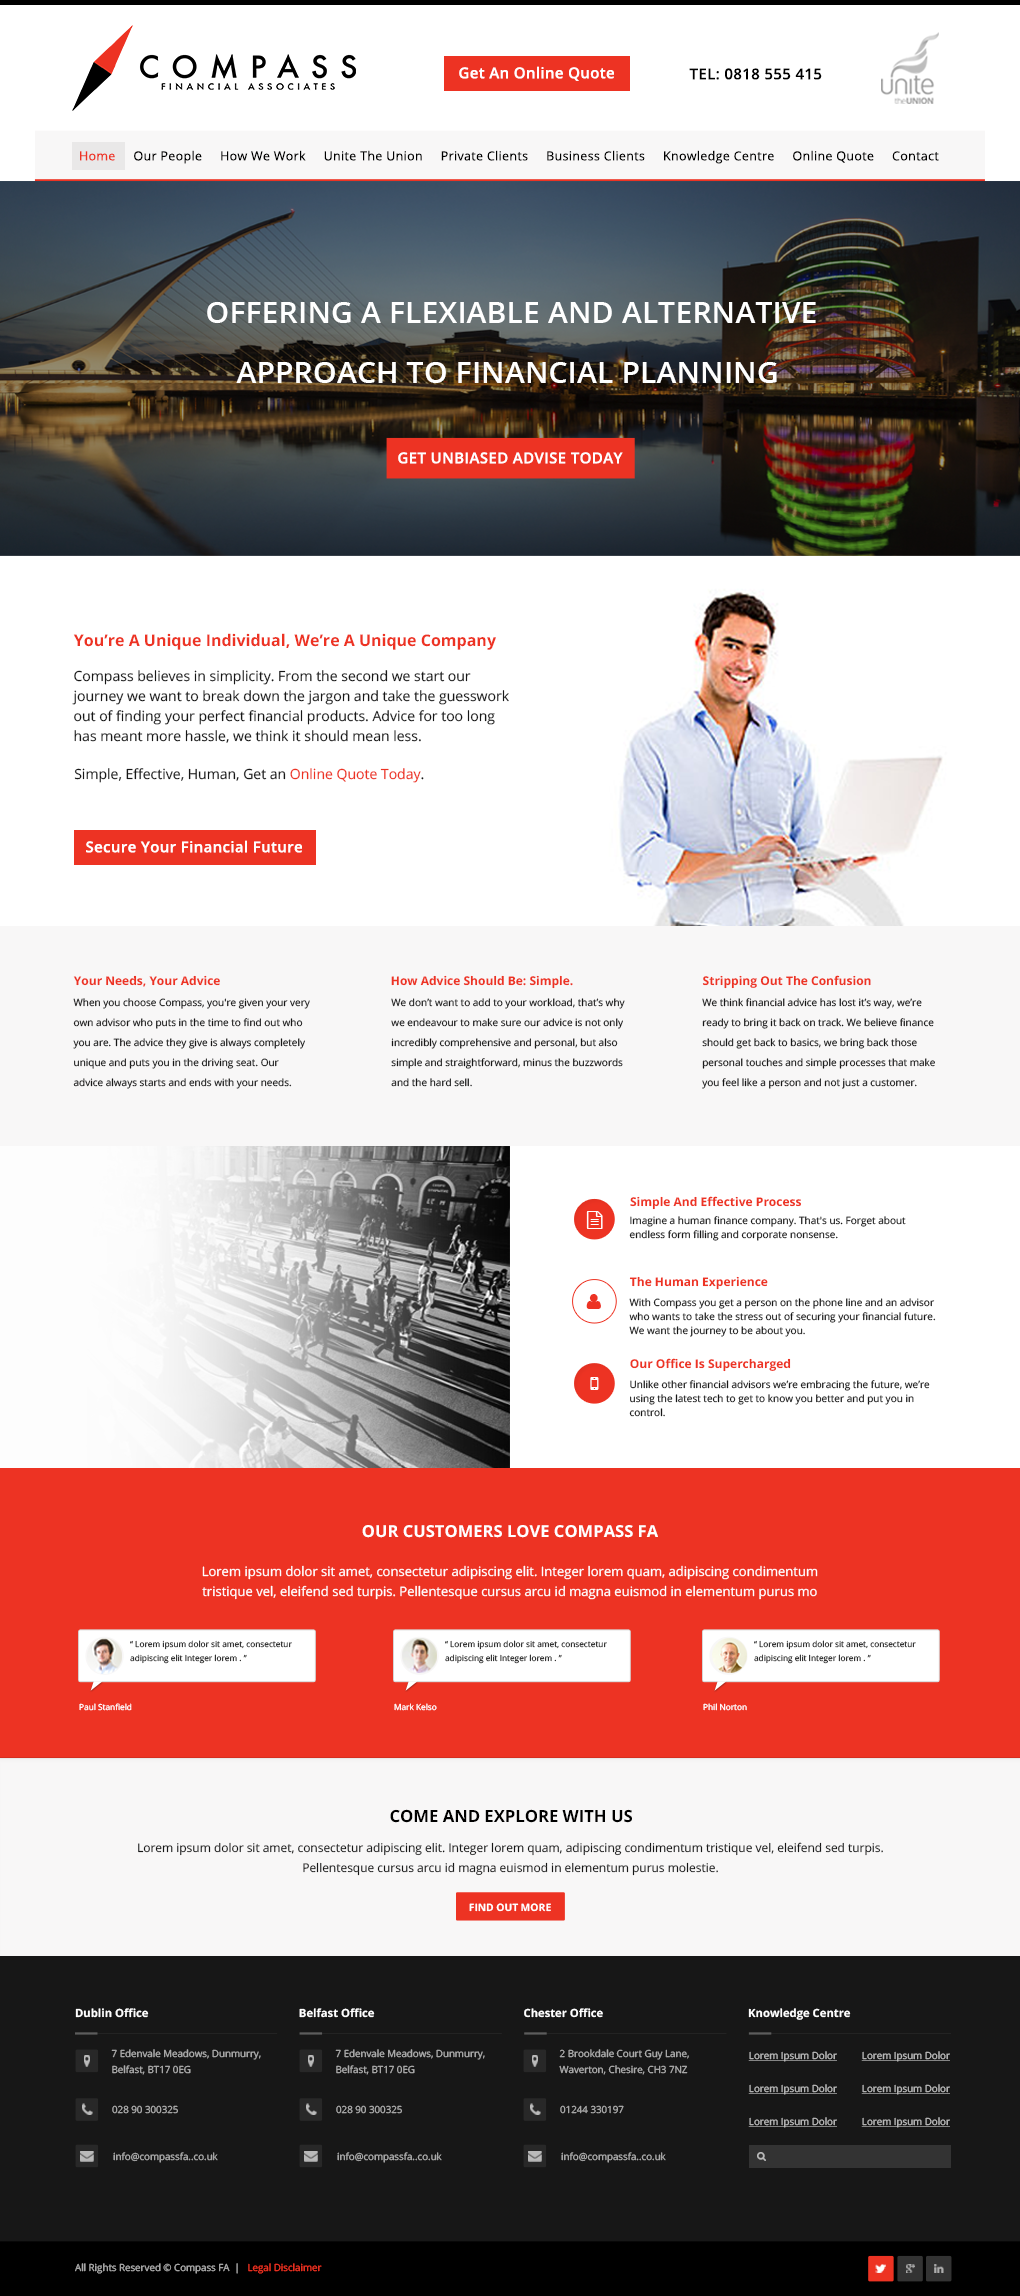 COMPASS
FINANCIAL ASSOCIATES
Get An Online Quote
TEL: 0818 555 415
unite
theUNION
Home
Our People
How We Work
Unite The Union
Private Clients
Business Clients
Knowledge Centre
Online Quote
Contact
OFFERING A FLEXIABLE AND ALTERNATIVE
APPROACH TO FINANCIAL PLANNING
GET UNBIASED ADVISE TODAY
You're A Unique Individual, We're A Unique Company
Compass believes in simplicity. From the second we start our
journey we want to break down the jargon and take the guesswork
out of finding your perfect financial products. Advice for too long
has meant more hassle, we think it should mean less.
Simple, Effective, Human, Get an Online Quote Today.
Secure Your Financial Future
Your Needs, Your Advice
When you choose Compass, you're given your very
own advisor who puts in the time to find out who
you are. The advice they give is always completely
unique and puts you in the driving seat. Our
advice always starts and ends with your needs.
How Advice Should Be: Simple.
We don't want to add to your workload, that's why
we endeavour to make sure our advice is not only
incredibly comprehensive and personal, but also
simple and straightforward, minus the buzzwords
and the hard sell.
Stripping Out The Confusion
We think financial advice has lost it's way, we're
ready to bring it back on track. We believe finance
should get back to basics, we bring back those
personal touches and simple processes that make
you feel like a person and not just a customer.
Simple And Effective Process
Imagine a human finance company. That's us. Forget about
endless form filling and corporate nonsense.
The Human Experience
With Compass you get a person on the phone line and an advisor
who wants to take the stress out of securing your financial future.
We want the journey to be about you.
Our Office Is Supercharged
Unlike other financial advisors we're embracing the future, we're
using the latest tech to get to know you better and put you in
control.
OUR CUSTOMERS LOVE COMPASS FA
Lorem ipsum dolor sit amet, consectetur adipiscing elit. Integer lorem quam, adipiscing condimentum
tristique vel, eleifend sed turpis. Pellentesque cursus arcu id magna euismod in elementum purus mo
" Lorem ipsum dolor sit amet, consectetur
adipiscing elit Integer lorem . "
Paul Stanfield
" Lorem ipsum dolor sit amet, consectetur
adipiscing elit Integer lorem . "
Mark Kelso
" Lorem ipsum dolor sit amet, consectetur
adipiscing elit Integer lorem . "
Phil Norton
COME AND EXPLORE WITH US
Lorem ipsum dolor sit amet, consectetur adipiscing elit. Integer lorem quam, adipiscing condimentum tristique vel, eleifend sed turpis.
Pellentesque cursus arcu id magna euismod in elementum purus molestie.
FIND OUT MORE
Dublin Office
7 Edenvale Meadows, Dunmurry,
Belfast, BT17 0EG
028 90 300325
info@compassfa..co.uk
Belfast Office
7 Edenvale Meadows, Dunmurry,
Belfast, BT17 0EG
028 90 300325
info@compassfa..co.uk
Chester Office
2 Brookdale Court Guy Lane,
Waverton, Chesire, CH3 7NZ
01244 330197
info@compassfa..co.uk
Knowledge Centre
Lorem Ipsum Dolor
Lorem Ipsum Dolor
Lorem Ipsum Dolor
Lorem Ipsum Dolor
Lorem Ipsum Dolor
Lorem Ipsum Dolor
All Rights Reserved © Compass FA | Legal Disclaimer